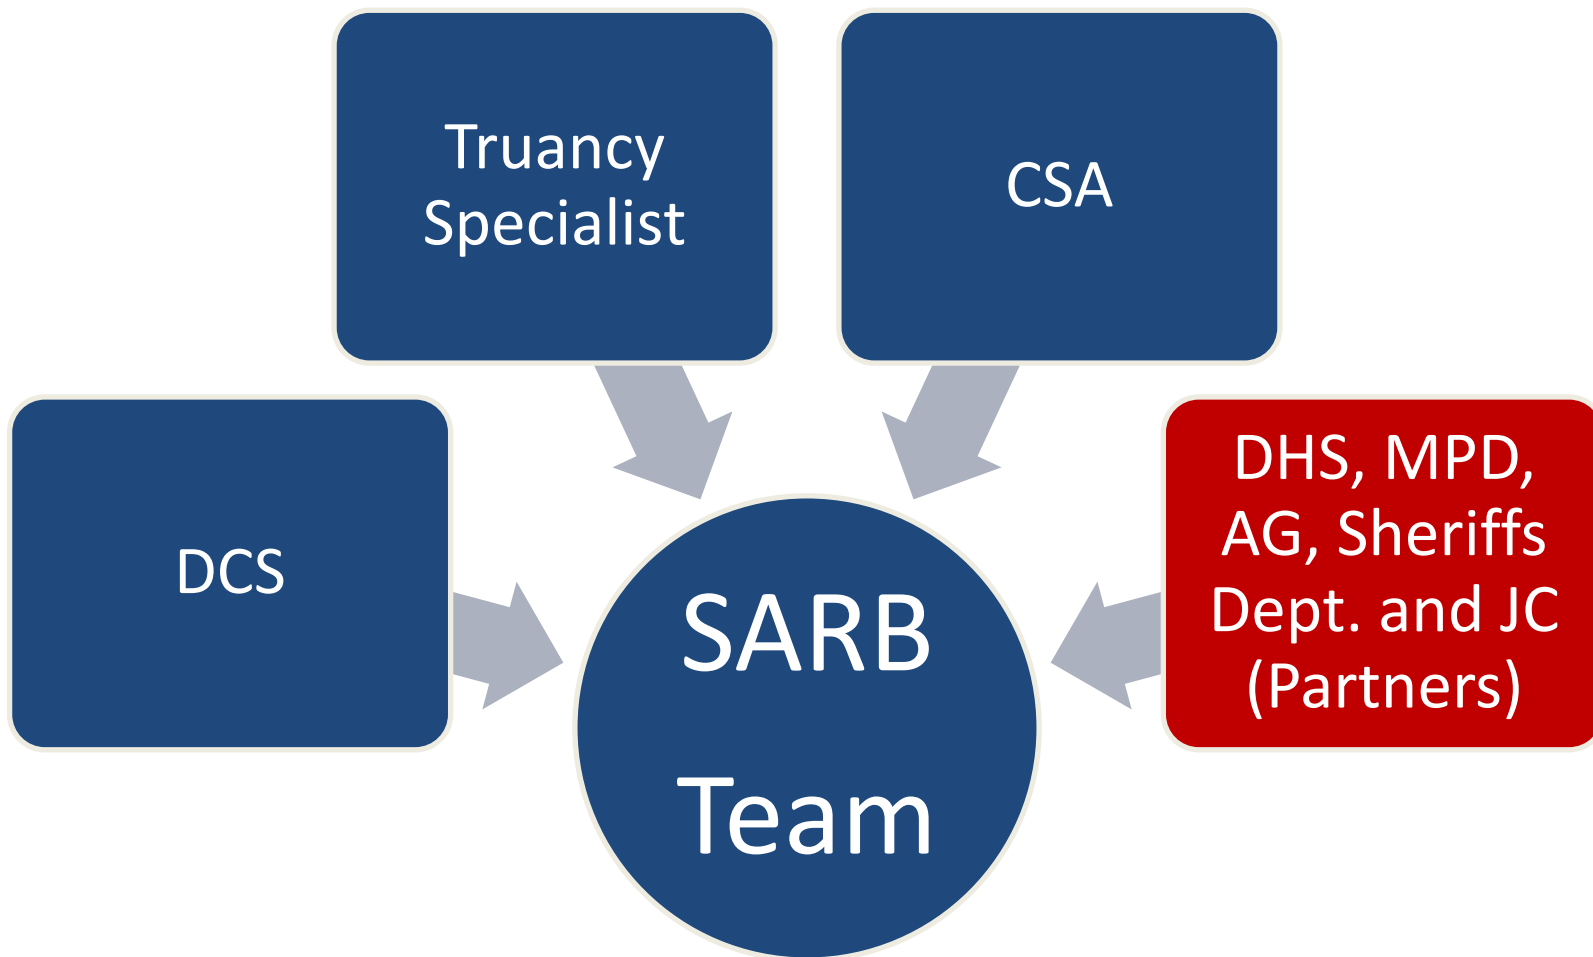 Truancy
Specialist
CSA
DCS
DHS, MPD,
AG, Sheriffs
Dept. and JC
(Partners)
SARB
Team